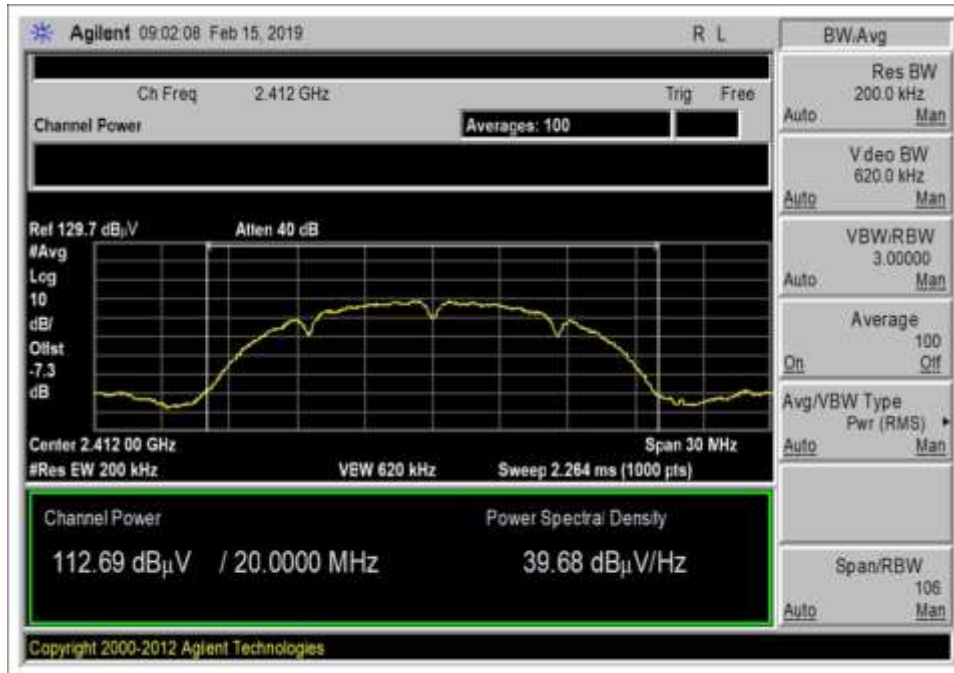 Agilent 09:02:08 Feb 15, 2019 R L
BW/Avg
Ch Freq 2.412 GHz Trig Free
Channel Power Averages: 100
Ref 129.7 dBµV Atten 40 dB
#Avg
Log
10
dB/
Offst
-7.3
dB
Center 2.412 00 GHz Span 30 MHz
#Res BW 200 kHz VBW 620 kHz Sweep 2.264 ms (1000 pts)
Channel Power Power Spectral Density
112.69 dBµV / 20.0000 MHz 39.68 dBµV/Hz
Copyright 2000-2012 Agilent Technologies
Res BW
200.0 kHz
Auto Man
Video BW
620.0 kHz
Auto Man
VBW/RBW
3.00000
Auto Man
Average
100
On Off
Avg/VBW Type
Pwr (RMS)
Auto Man
Span/RBW
106
Auto Man